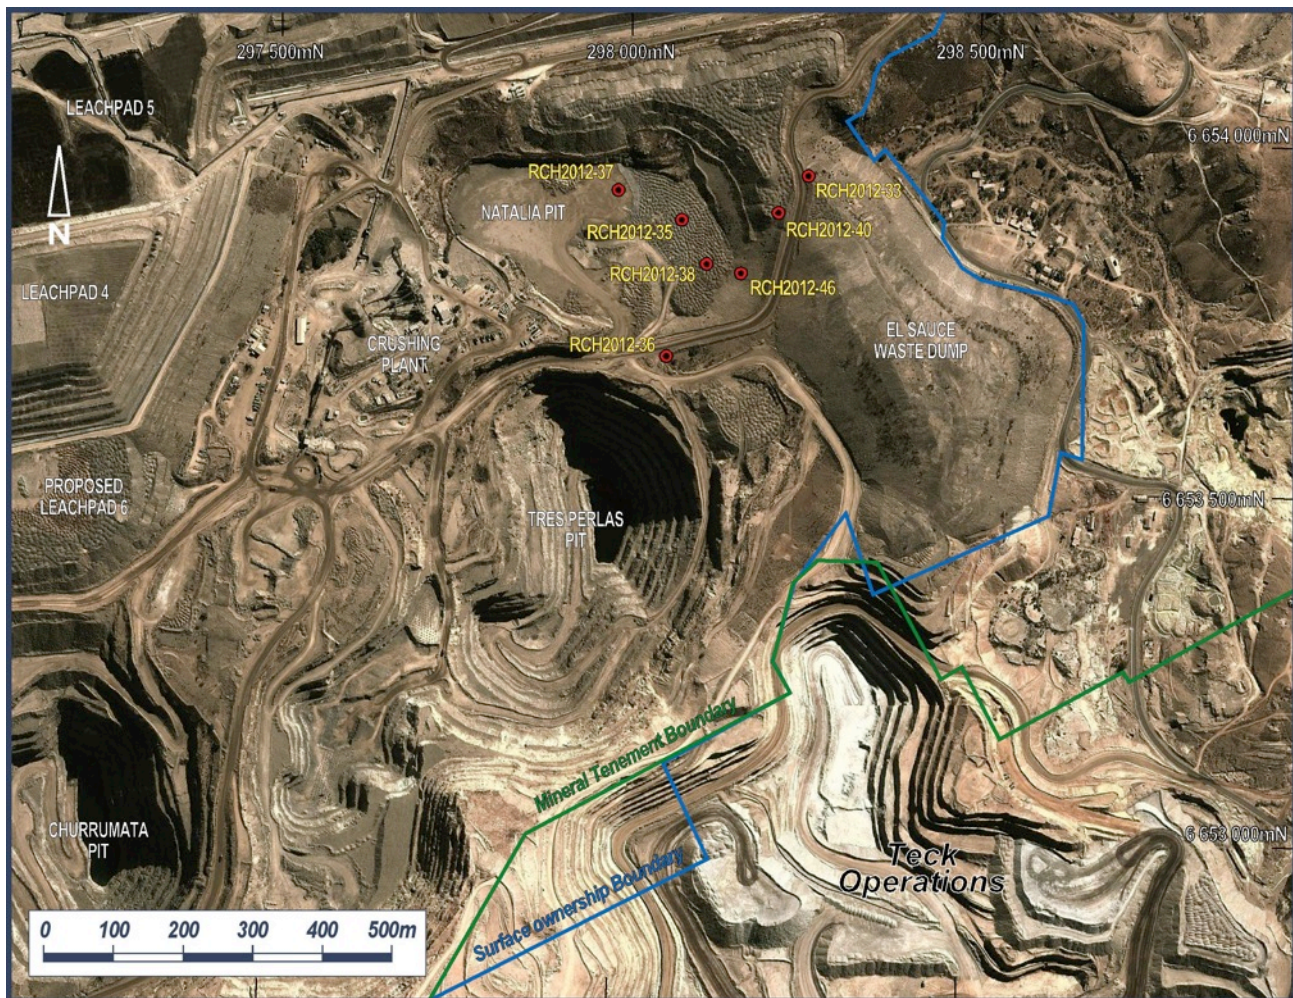 297 500mN
298 000mN
298 500mN
LEACHPAD 5
6 654 000mN
RCH2012-37
RCH2012-33
NATALIA PIT
RCH2012-35
RCH2012-40
N
RCH2012-38
RCH2012-46
LEACHPAD 4
EL SAUCE
WASTE DUMP
CRUSHING
PLANT
RCH2012-36
PROPOSED
LEACHPAD 6
6 653 500mN
TRES PERLAS
PIT
Mineral Tenement Boundary
CHURRUMATA
PIT
6 653 000mN
Teck
Operations
Surface ownership Boundary
0 100 200 300 400 500m